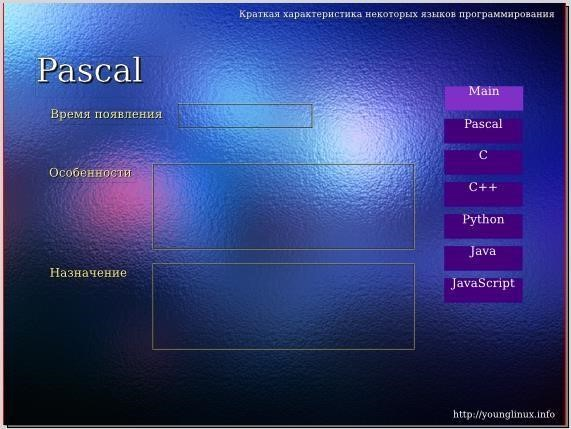 Краткая характеристика некоторых языков программирования
Pascal
Время появления
Особенности
Назначение
Main
Pascal
C
C++
Python
Java
JavaScript
http://younglinux.info